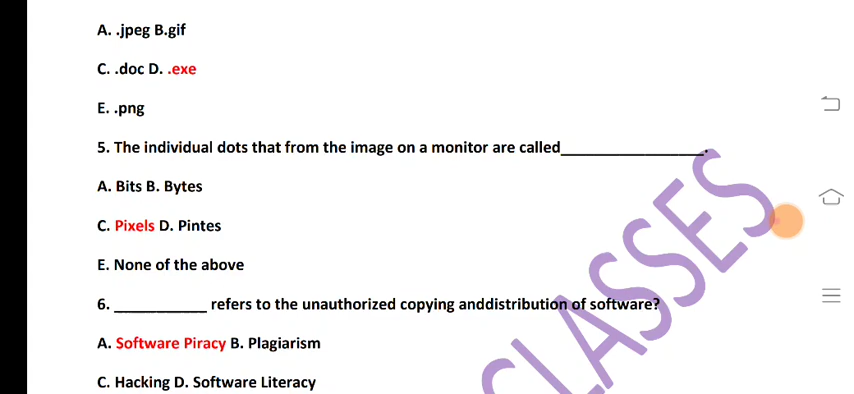 A. .jpeg B.gif
C. .doc D. .exe
E. .png
5. The individual dots that from the image on a monitor are called_________________.
A. Bits B. Bytes
C. Pixels D. Pintes
E. None of the above
6. ___________ refers to the unauthorized copying anddistribution of software?
A. Software Piracy B. Plagiarism
C. Hacking D. Software Literacy
CLASSES